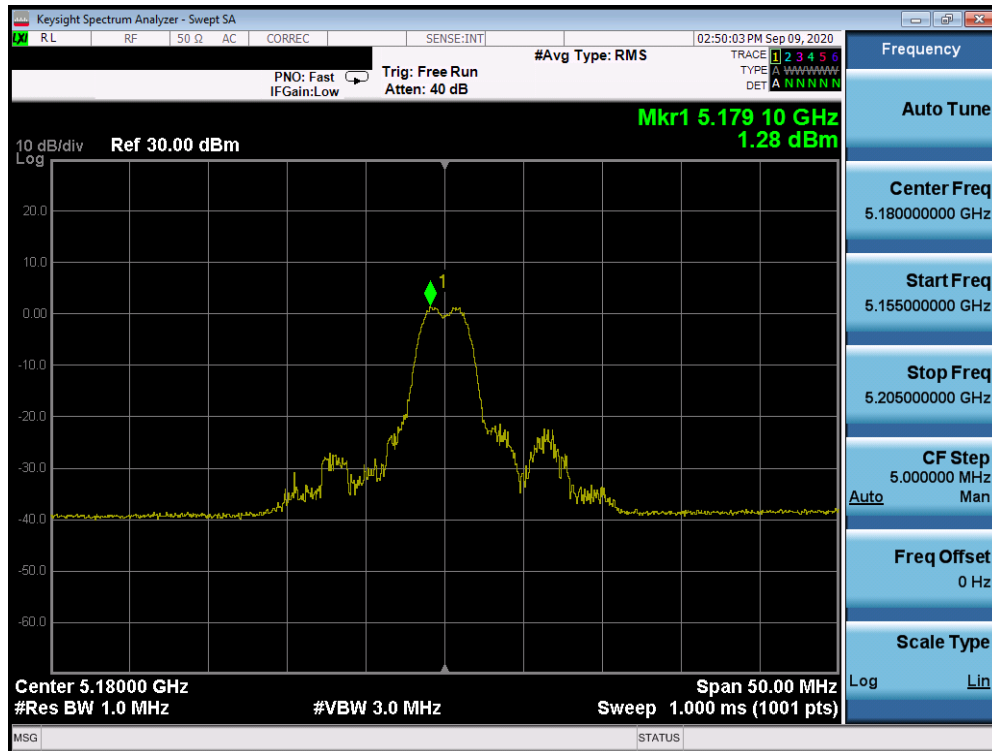 Keysight Spectrum Analyzer - Swept SA
LXI RL RF 50 Ω AC CORREC SENSE:INT 02:50:03 PM Sep 09, 2020
#Avg Type: RMS
TRACE 1 2 3 4 5 6
PNO: Fast Trig: Free Run TYPE A WWWWW
IFGain:Low Atten: 40 dB DET A N N N N N
Mkr1 5.179 10 GHz
1.28 dBm
10 dB/div Ref 30.00 dBm
Log
20.0
10.0
1
0.00
-10.0
-20.0
-30.0
-40.0
-50.0
-60.0
Center 5.18000 GHz Span 50.00 MHz
#Res BW 1.0 MHz #VBW 3.0 MHz Sweep 1.000 ms (1001 pts)
MSG STATUS
Frequency
Auto Tune
Center Freq
5.180000000 GHz
Start Freq
5.155000000 GHz
Stop Freq
5.205000000 GHz
CF Step
5.000000 MHz
Auto Man
Freq Offset
0 Hz
Scale Type
Log Lin